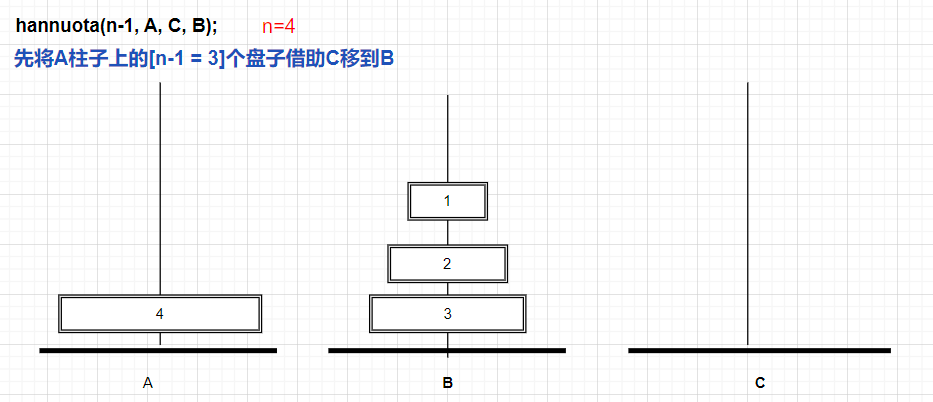 hannuota(n-1, A, C, B); n=4
先将A柱子上的[n-1 = 3]个盘子借助C移到B
1
2
4
3
A
B
C